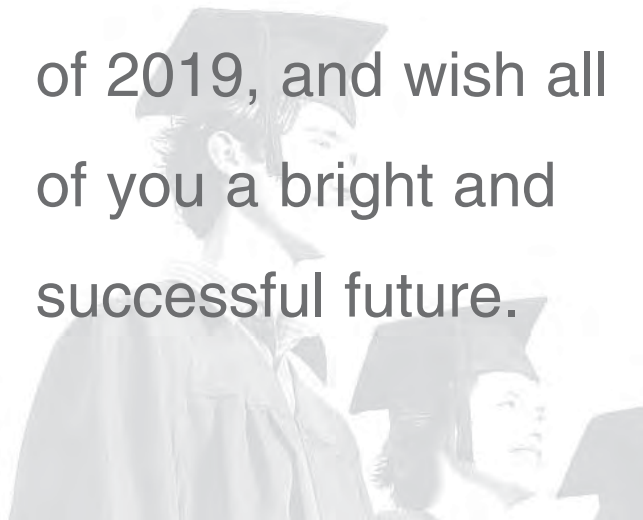 of 2019, and wish all
of you a bright and
successful future.